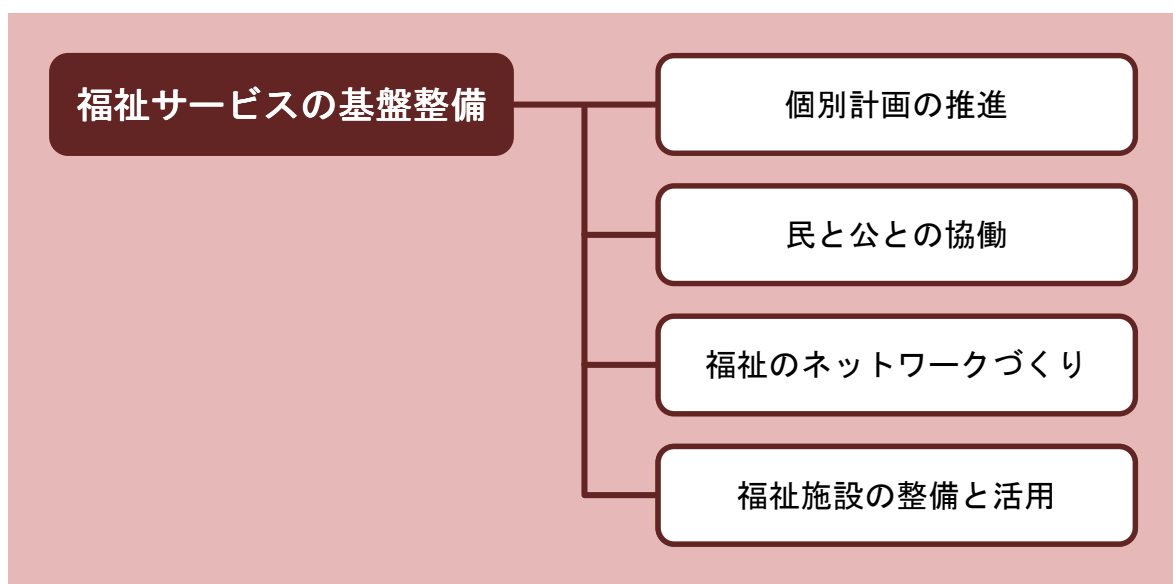 福祉サービスの基盤整備
個別計画の推進
民と公との協働
福祉のネットワークづくり
福祉施設の整備と活用